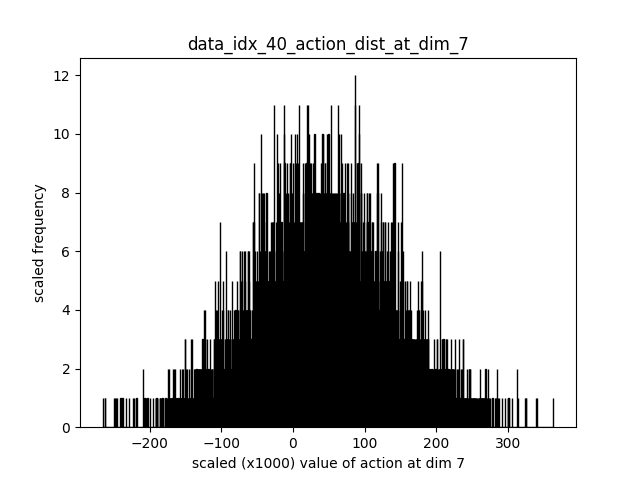 data_idx_40_action_dist_at_dim_7
scaled frequency
12
10
8
6
4
2
0
−200 −100 0 100 200 300
scaled (x1000) value of action at dim 7